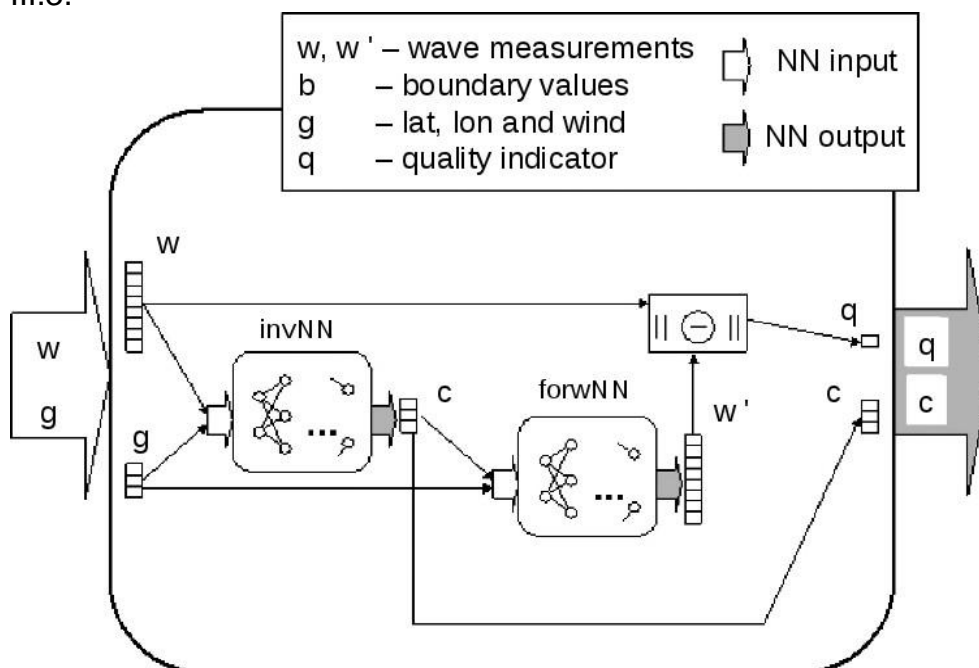 w, w ' – wave measurements
b – boundary values
g – lat, lon and wind
q – quality indicator
NN input
NN output
w
g
w
g
invNN
c
forwNN
w '
|| − ||
q
c
q
c